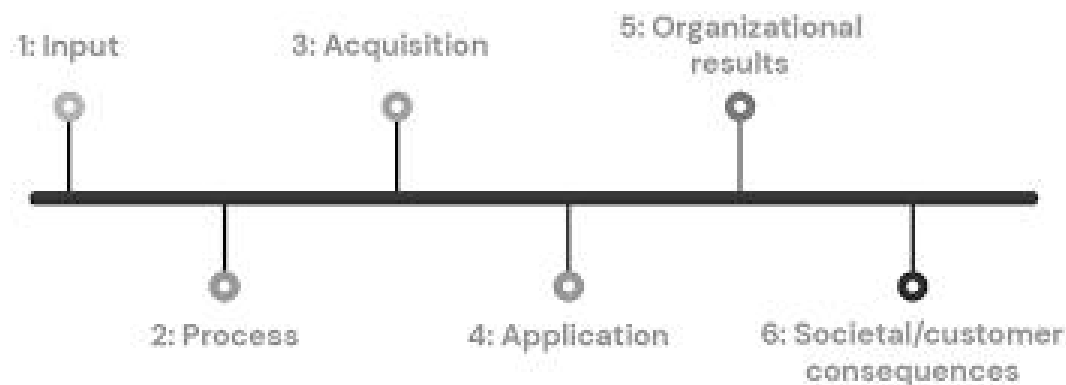 1: Input
3: Acquisition
5: Organizational
results
2: Process
4: Application
6: Societal/customer
consequences